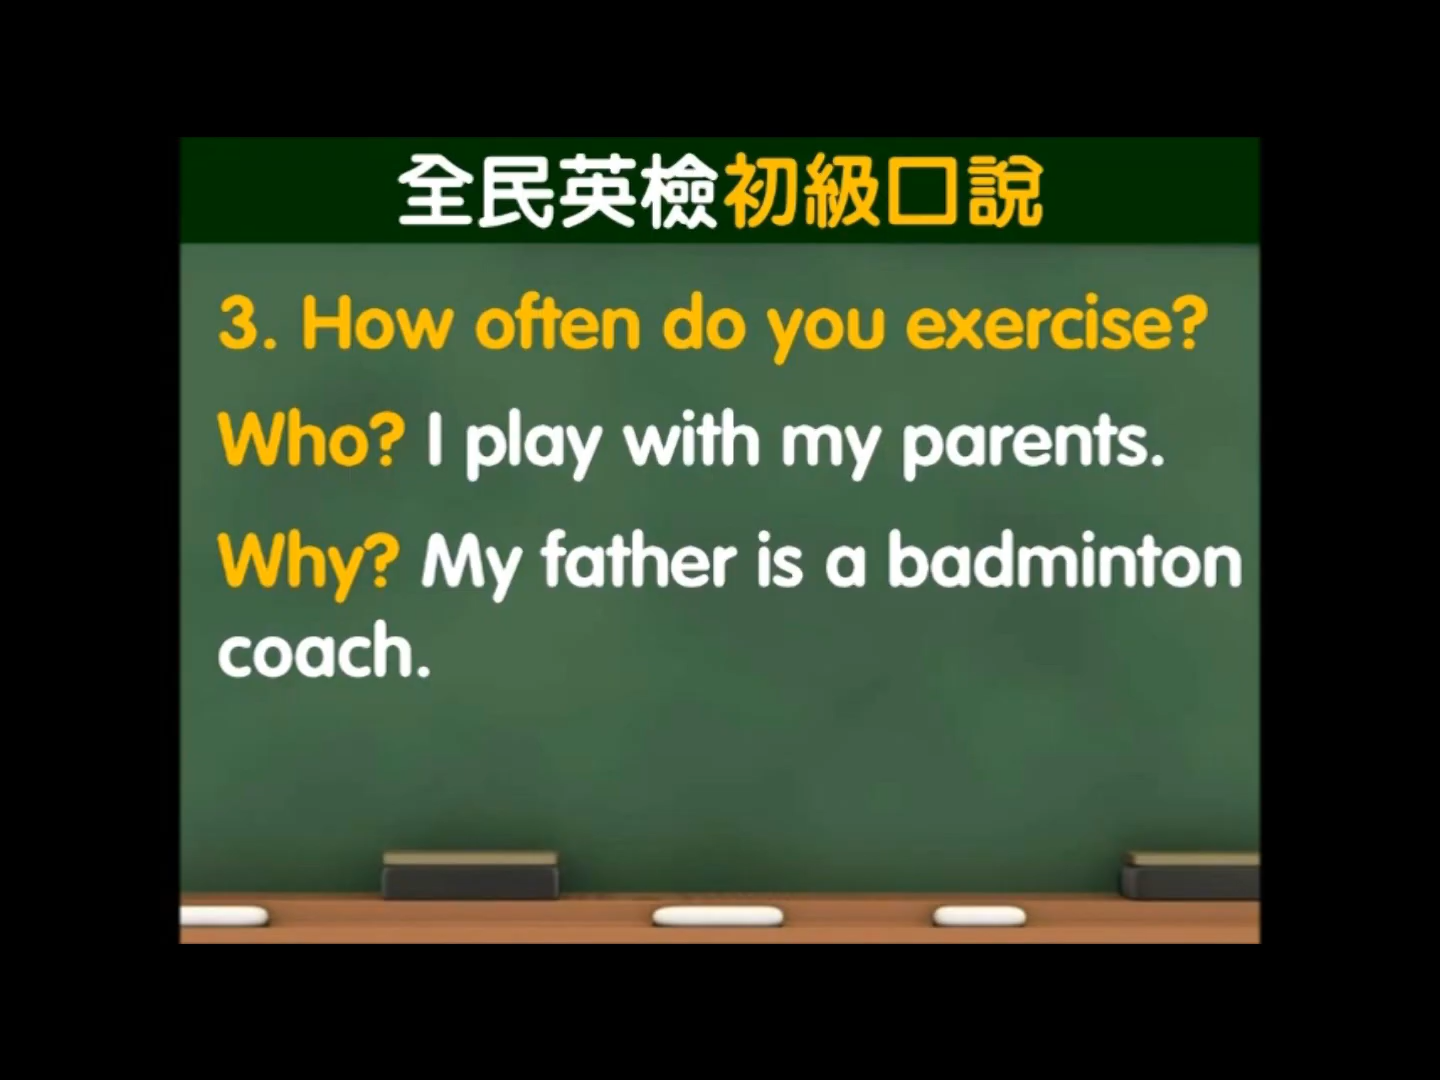 全民英檢初級口說
3. How often do you exercise?
Who? I play with my parents.
Why? My father is a badminton
coach.